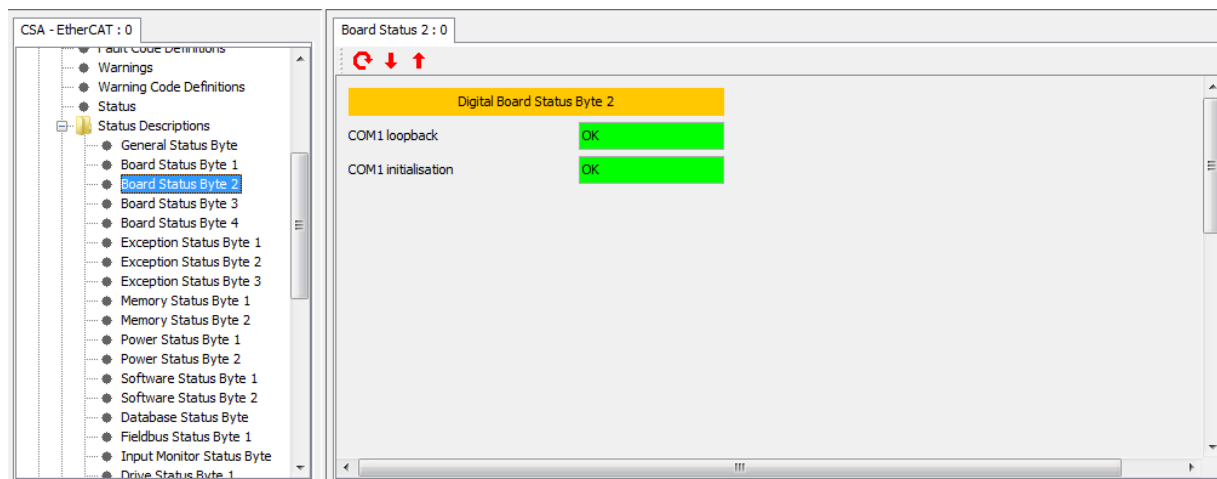 CSA - EtherCAT : 0
Fault Code Definitions
Warnings
Warning Code Definitions
Status
Status Descriptions
General Status Byte
Board Status Byte 1
Board Status Byte 2
Board Status Byte 3
Board Status Byte 4
Exception Status Byte 1
Exception Status Byte 2
Exception Status Byte 3
Memory Status Byte 1
Memory Status Byte 2
Power Status Byte 1
Power Status Byte 2
Software Status Byte 1
Software Status Byte 2
Database Status Byte
Fieldbus Status Byte 1
Input Monitor Status Byte
Drive Status Byte 1
Board Status 2 : 0
Digital Board Status Byte 2
COM1 loopback OK
COM1 initialisation OK